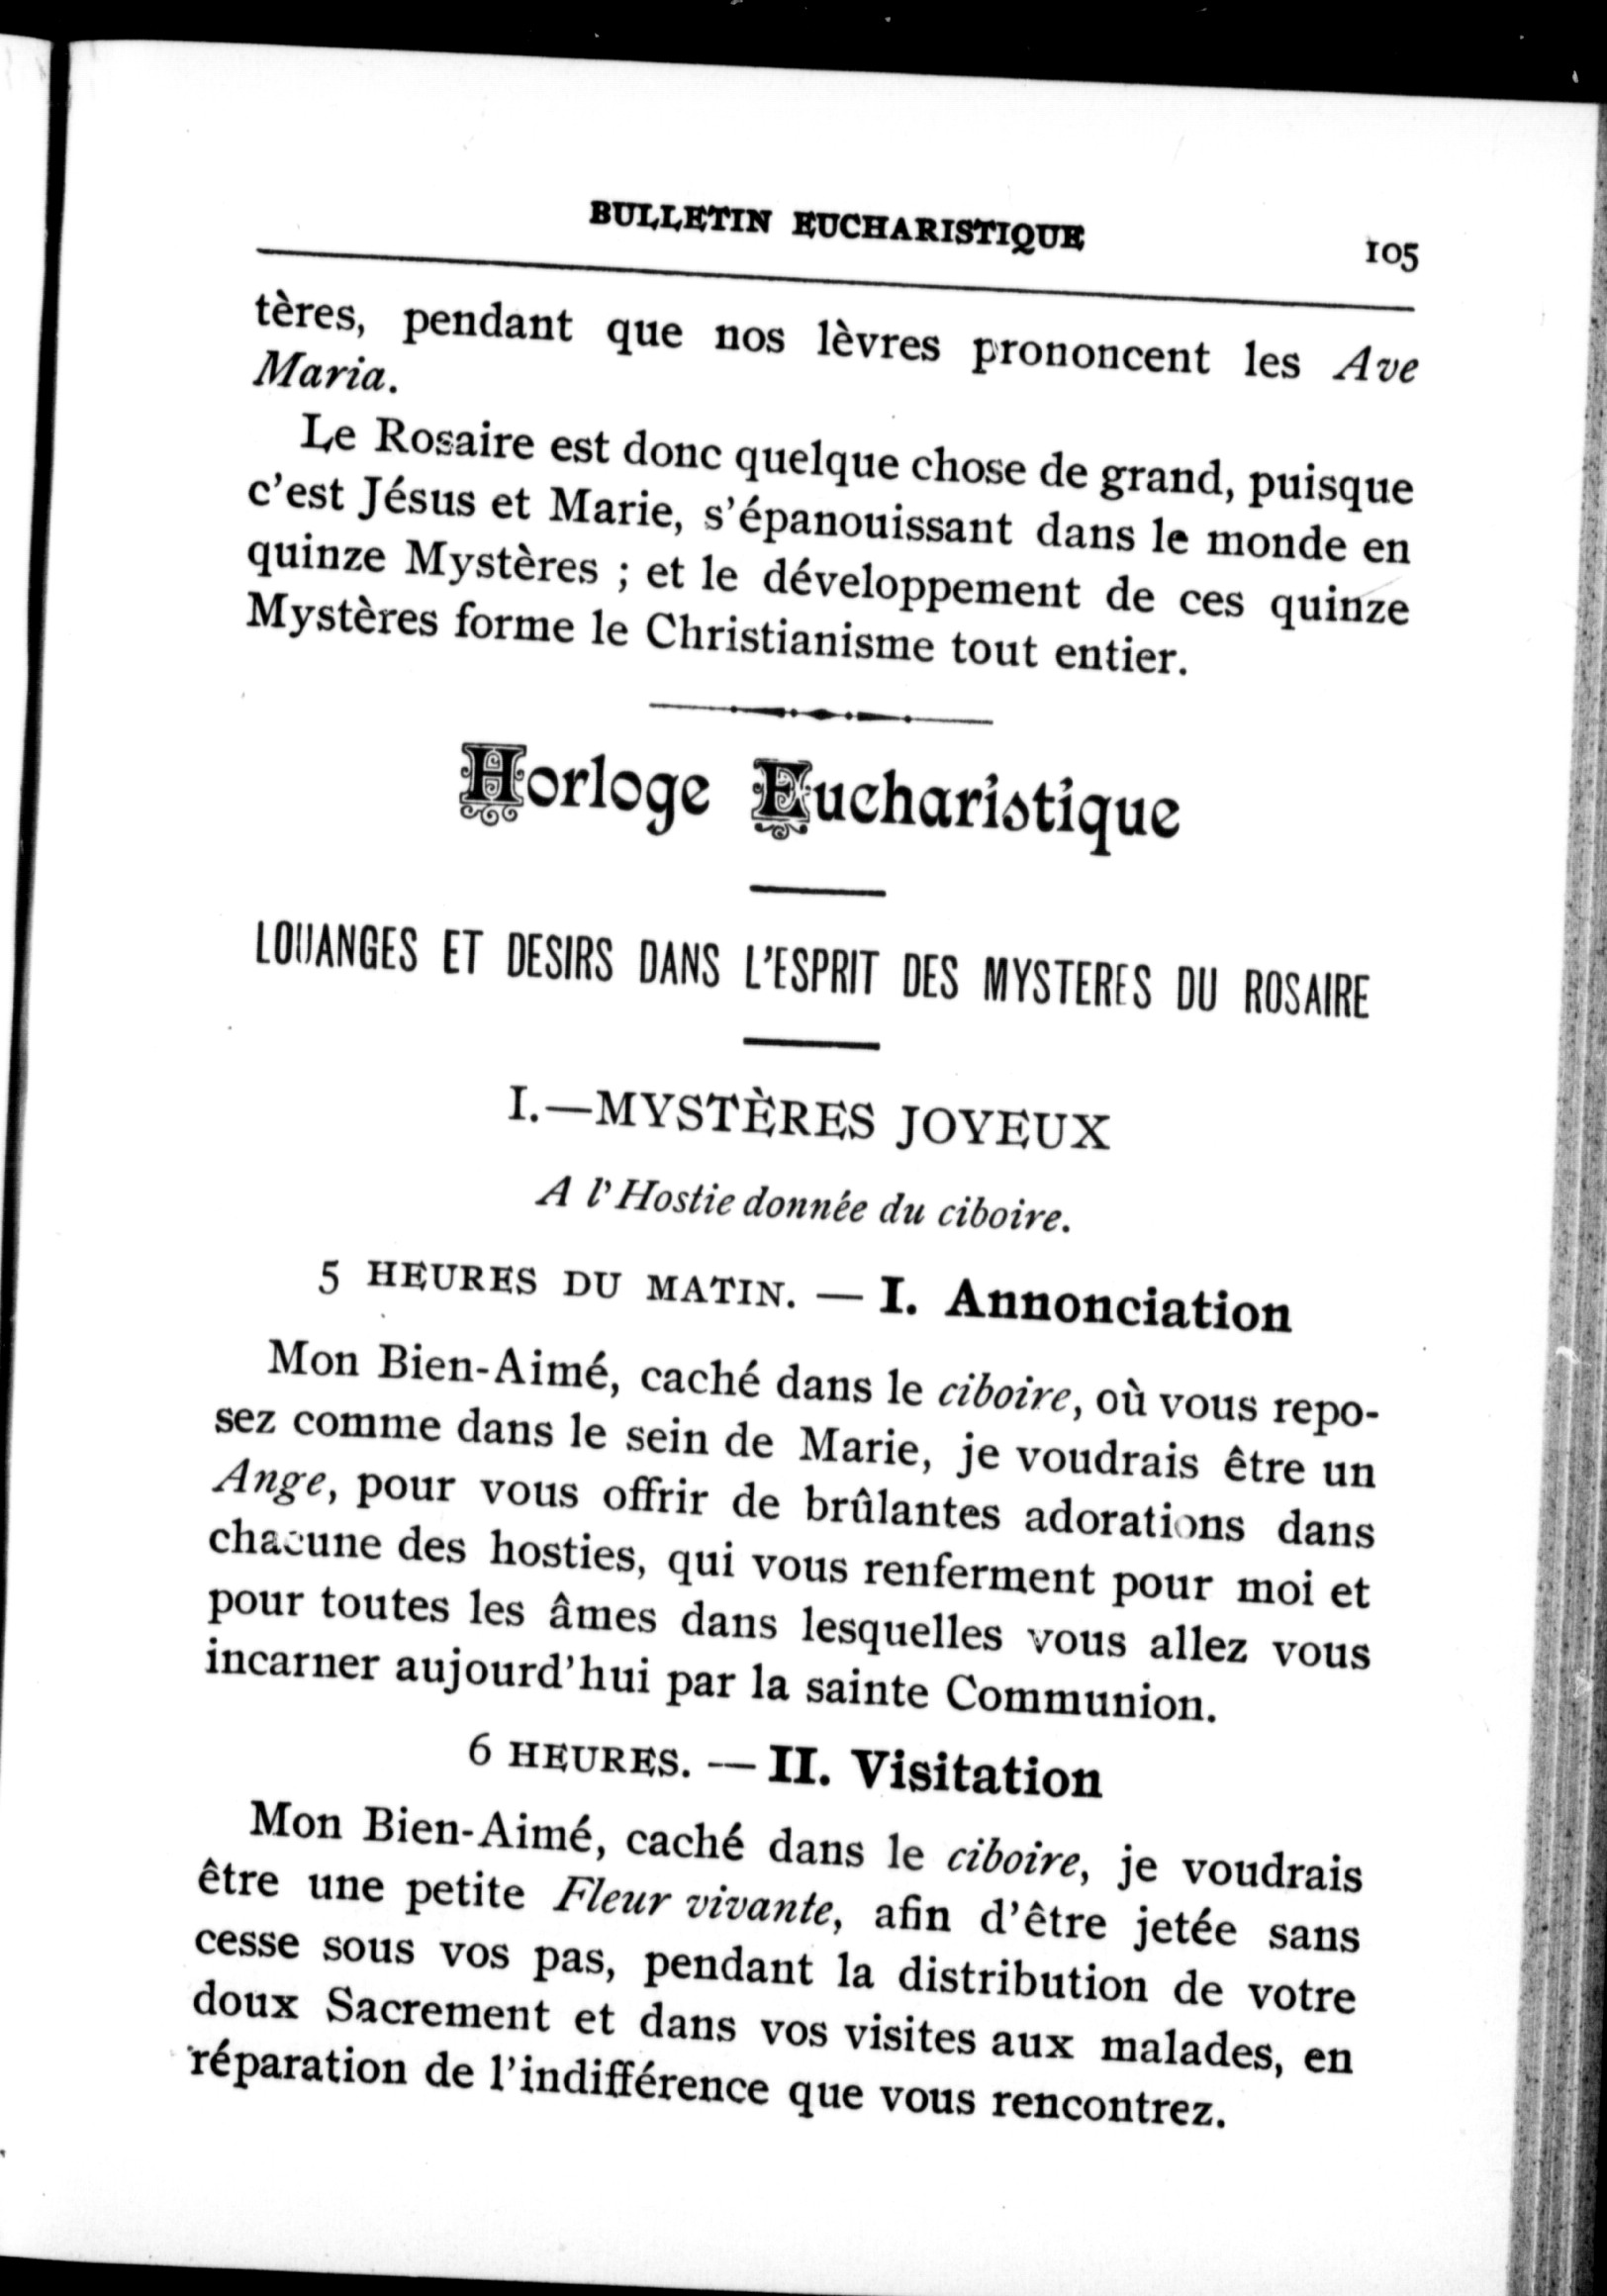 BULLETIN EUCHARISTIQUE 105
tères, pendant que nos lèvres prononcent les Ave
Maria.
Le Rosaire est donc quelque chose de grand, puisque
c'est Jésus et Marie, s'épanouissant dans le monde en
quinze Mystères ; et le développement de ces quinze
Mystères forme le Christianisme tout entier.
Horloge Eucharistique
LOUANGES ET DESIRS DANS L'ESPRIT DES MYSTERES DU ROSAIRE
I.—MYSTÈRES JOYEUX
A l'Hostie donnée du ciboire.
5 HEURES DU MATIN. — I. Annonciation
Mon Bien-Aimé, caché dans le ciboire, où vous repo-
sez comme dans le sein de Marie, je voudrais être un
Ange, pour vous offrir de brûlantes adorations dans
chacune des hosties, qui vous renferment pour moi et
pour toutes les âmes dans lesquelles vous allez vous
incarner aujourd'hui par la sainte Communion.
6 HEURES. — II. Visitation
Mon Bien-Aimé, caché dans le ciboire, je voudrais
être une petite Fleur vivante, afin d'être jetée sans
cesse sous vos pas, pendant la distribution de votre
doux Sacrement et dans vos visites aux malades, en
réparation de l'indifférence que vous rencontrez.